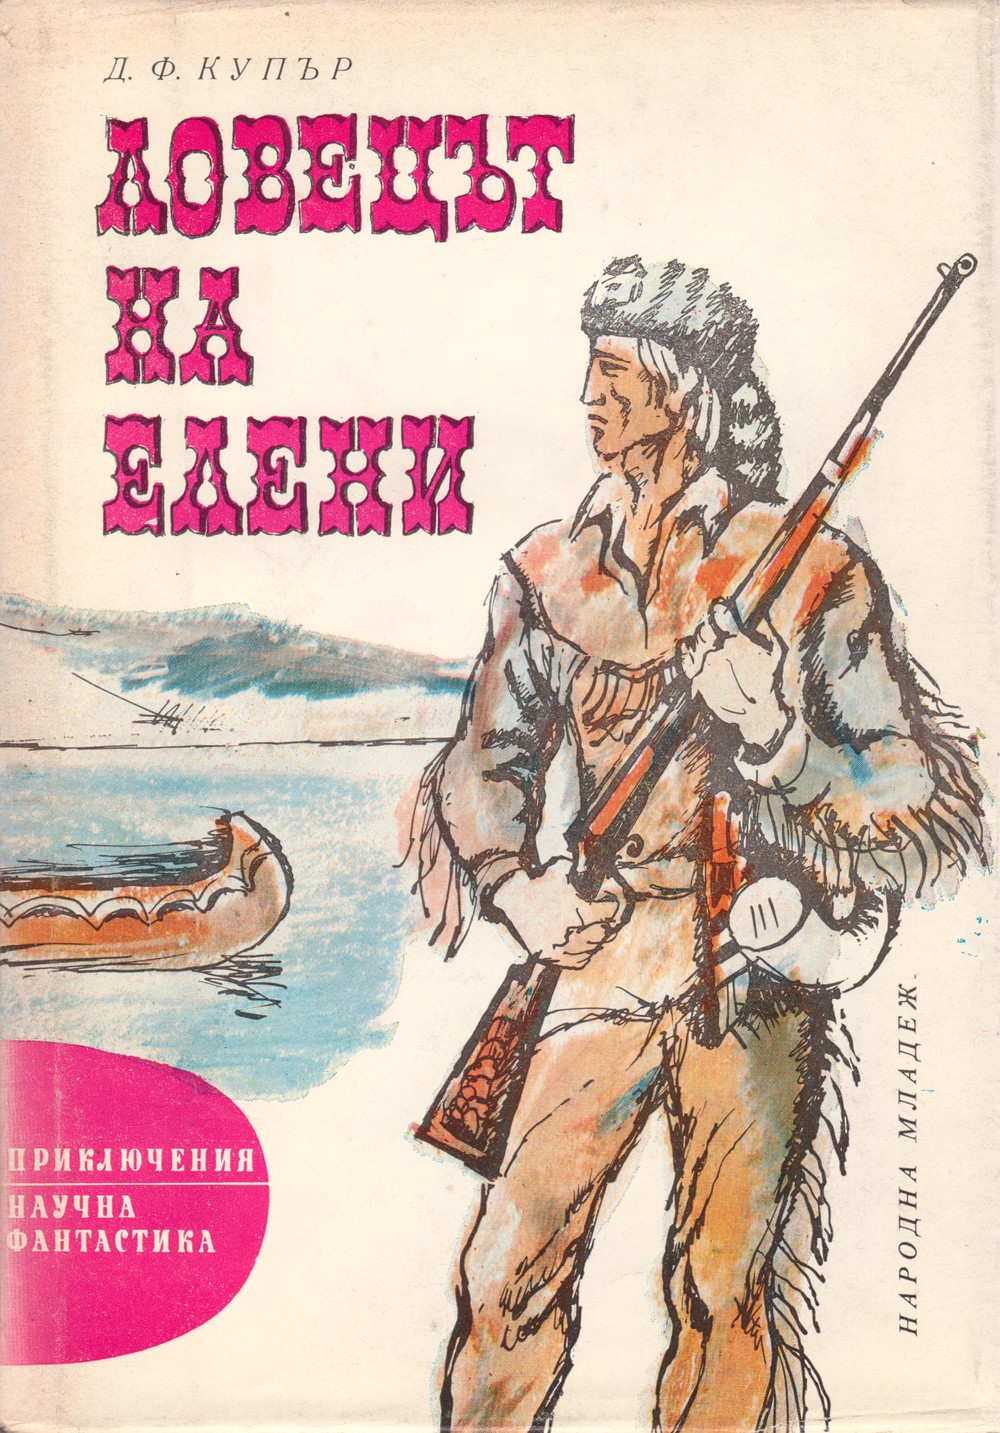 Д. Ф. КУПЪР
ЛОВЕЦЪТ
НА
ЕЛЕНИ
ПРИКЛЮЧЕНИЯ
НАУЧНА
ФАНТАСТИКА
НАРОДНА МЛАДЕЖ